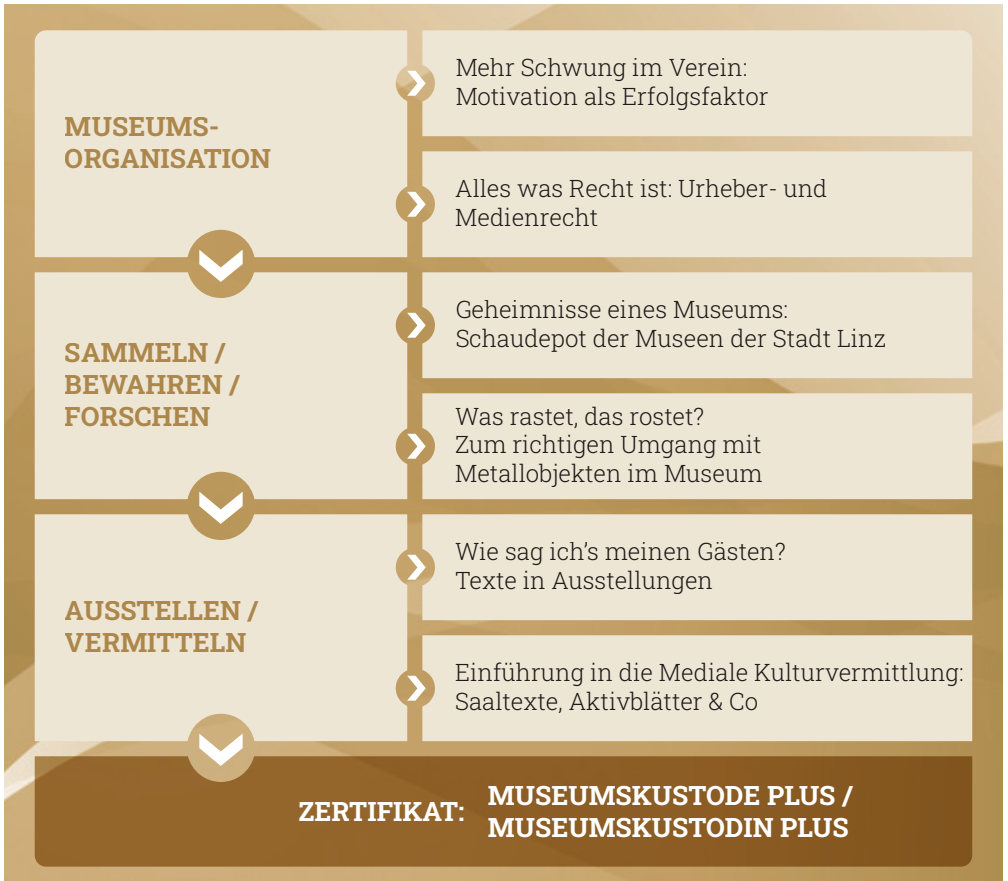 MUSEUMS-
ORGANISATION
Mehr Schwung im Verein:
Motivation als Erfolgsfaktor
Alles was Recht ist: Urheber- und
Medienrecht
SAMMELN /
BEWAHREN /
FORSCHEN
Geheimnisse eines Museums:
Schaudepot der Museen der Stadt Linz
Was rastet, das rostet?
Zum richtigen Umgang mit
Metallobjekten im Museum
AUSSTELLEN /
VERMITTELN
Wie sag ich’s meinen Gästen?
Texte in Ausstellungen
Einführung in die Mediale Kulturvermittlung:
Saaltexte, Aktivblätter & Co
ZERTIFIKAT:
MUSEUMSKUSTODE PLUS /
MUSEUMSKUSTODIN PLUS